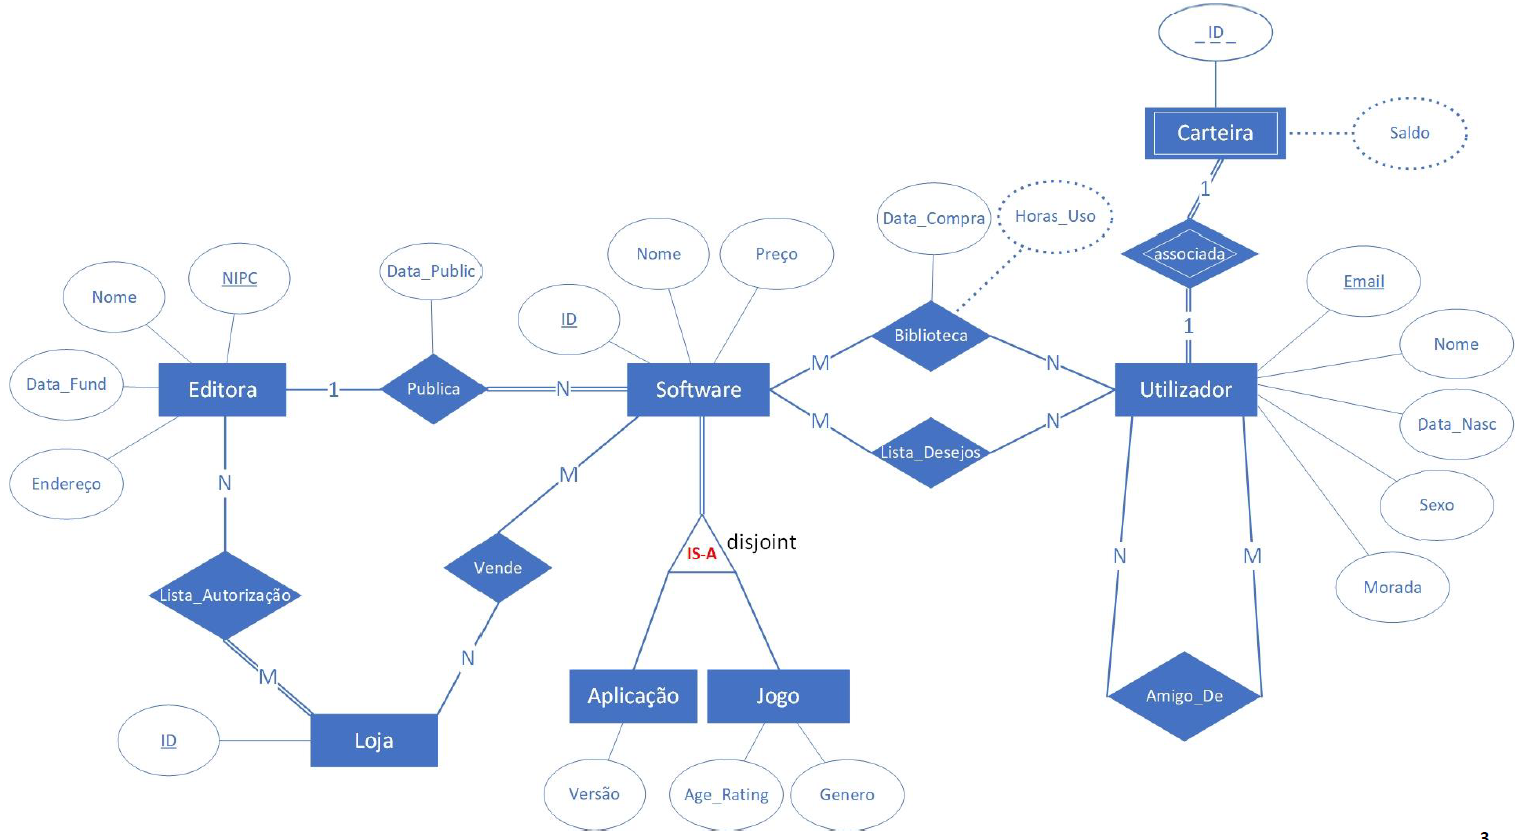 ID
Carteira
Saldo
1
Data_Compra
Horas_Uso
associada
Nome
Preço
Email
Data_Public
NIPC
Nome
ID
1
Biblioteca
Nome
M
N
Data_Fund
Editora
1
Publica
N
Software
Utilizador
M
N
Data_Nasc
Lista_Desejos
Endereço
N
M
Sexo
IS-A
disjoint
N
M
Vende
Morada
Lista_Autorização
N
M
Aplicação
Jogo
Amigo_De
ID
Loja
Versão
Age_Rating
Genero
3